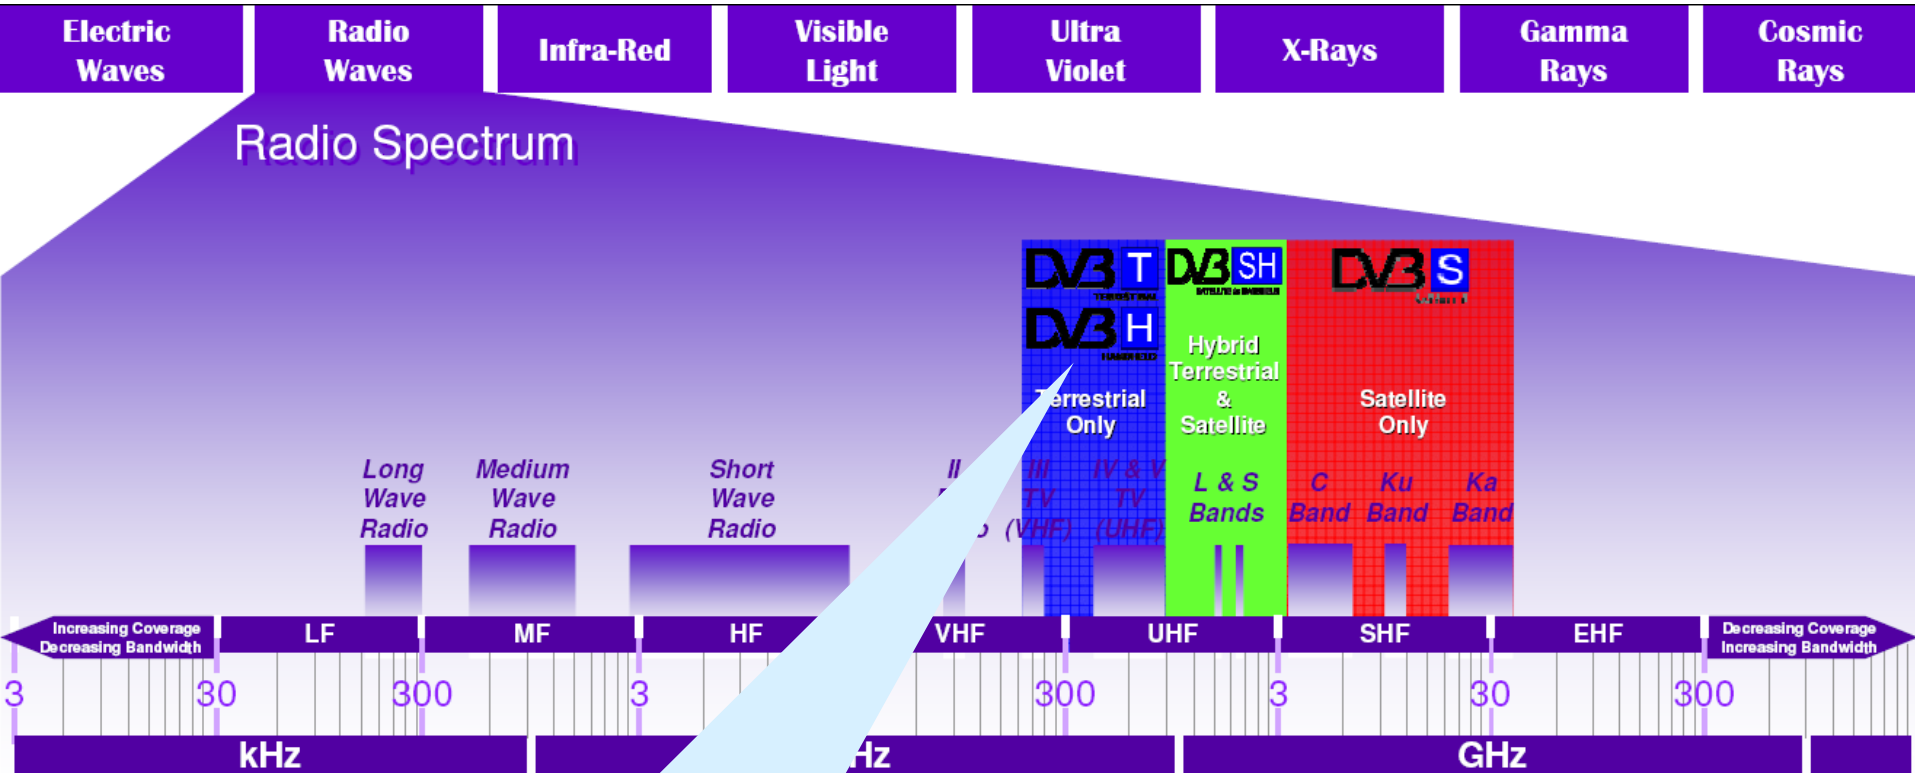 Electric
Waves
Radio
Waves
Infra-Red
Visible
Light
Ultra
Violet
X-Rays
Gamma
Rays
Cosmic
Rays
Radio Spectrum
DVB T
DVB SH
DVB S
DVB H
Hybrid
Terrestrial
&
Satellite
Terrestrial
Only
Satellite
Only
Long
Wave
Radio
Medium
Wave
Radio
Short
Wave
Radio
II
III
TV
(VHF)
IV & V
TV
(UHF)
L & S
Bands
C
Band
Ku
Band
Ka
Band
Increasing Coverage
Decreasing Bandwidth
LF
MF
HF
VHF
UHF
SHF
EHF
Decreasing Coverage
Increasing Bandwidth
3 30 300 3 300 3 30 300
kHz
Hz
GHz